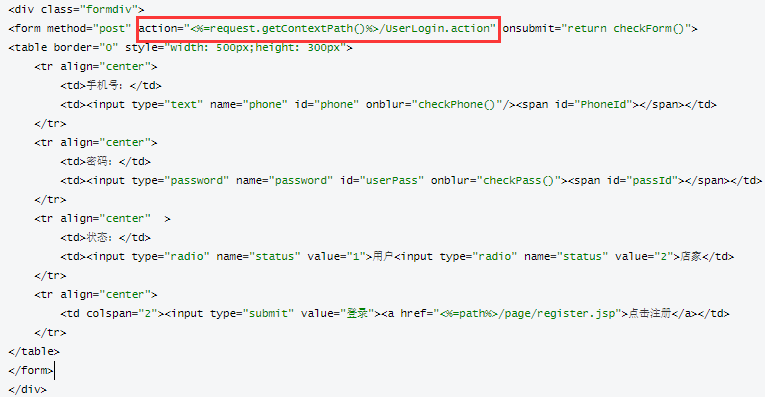 <div class="formdiv">
<form method="post" action="<%=request.getContextPath()%>/UserLogin.action" onsubmit="return checkForm()">
<table border="0" style="width: 500px;height: 300px">
    <tr align="center">
        <td>手机号：</td>
        <td><input type="text" name="phone" id="phone" onblur="checkPhone()"/><span id="PhoneId"></span></td>
    </tr>
    <tr align="center">
        <td>密码：</td>
        <td><input type="password" name="password" id="userPass" onblur="checkPass()"><span id="passId"></span></td>
    </tr>
    <tr align="center"  >
        <td>状态：</td>
        <td><input type="radio" name="status" value="1">用户<input type="radio" name="status" value="2">店家</td>
    </tr>
    <tr align="center">
        <td colspan="2"><input type="submit" value="登录"><a href="<%=path%>/page/register.jsp">点击注册</a></td>
    </tr>
</table>
</form>
</div>